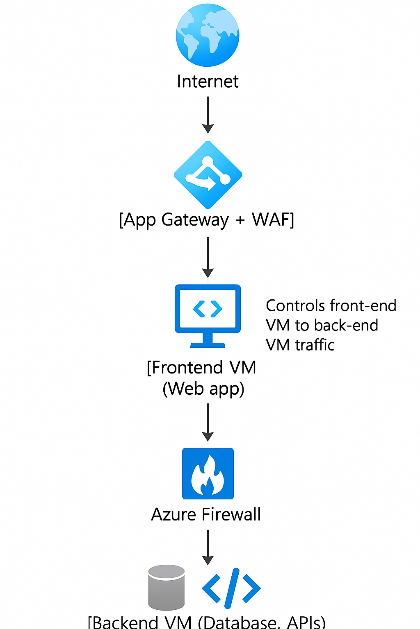 Internet
[App Gateway + WAF]
Controls front-end
VM to back-end
VM traffic
[Frontend VM
(Web app)
Azure Firewall
[Backend VM (Database, APIs)